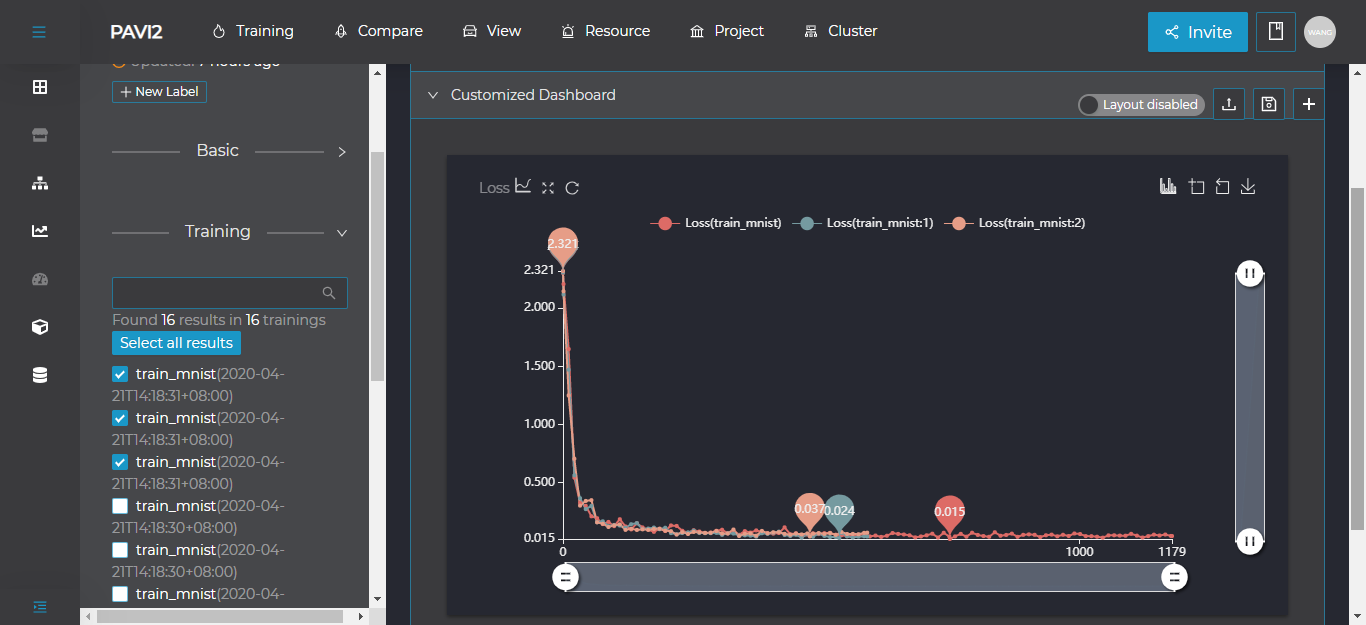 PAVI2
Training
Compare
View
Resource
Project
Cluster
Invite
WANG
Updated: 7 hours ago
+ New Label
Basic
Training
Found 16 results in 16 trainings
Select all results
train_mnist(2020-04-
21T14:18:31+08:00)
train_mnist(2020-04-
21T14:18:31+08:00)
train_mnist(2020-04-
21T14:18:31+08:00)
train_mnist(2020-04-
21T14:18:30+08:00)
train_mnist(2020-04-
21T14:18:30+08:00)
train_mnist(2020-04-
Customized Dashboard
Layout disabled
Loss
Loss(train_mnist)
Loss(train_mnist:1)
Loss(train_mnist:2)
2.321
2.321
2.000
1.500
1.000
0.500
0.015
0.037
0.024
0.015
0
1000
1179